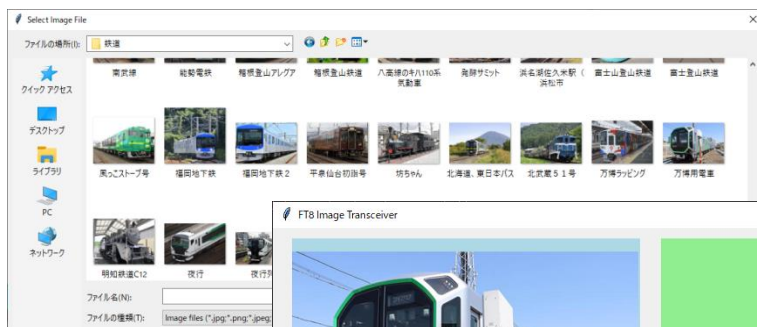 Select Image File
ファイルの場所(I):
鉄道
クイック アクセス
デスクトップ
ライブラリ
PC
ネットワーク
南武線
能勢電鉄
箱根登山アレグア
箱根登山鉄道
八高線のキハ110系
気動車
発酵サミット
浜名湖佐久米駅(
浜松市
富士山登山鉄道
富士登山鉄道
風っこストーブ号
福岡地下鉄
福岡地下鉄2
平泉仙台初詣号
坊ちゃん
北海道、東日本パス
北武蔵51号
万博ラッピング
万博用電車
明知鉄道C12
夜行
ファイル名(N):
ファイルの種類(T):
Image files (*.jpg;*.png;*.jpeg;
FT8 Image Transceiver